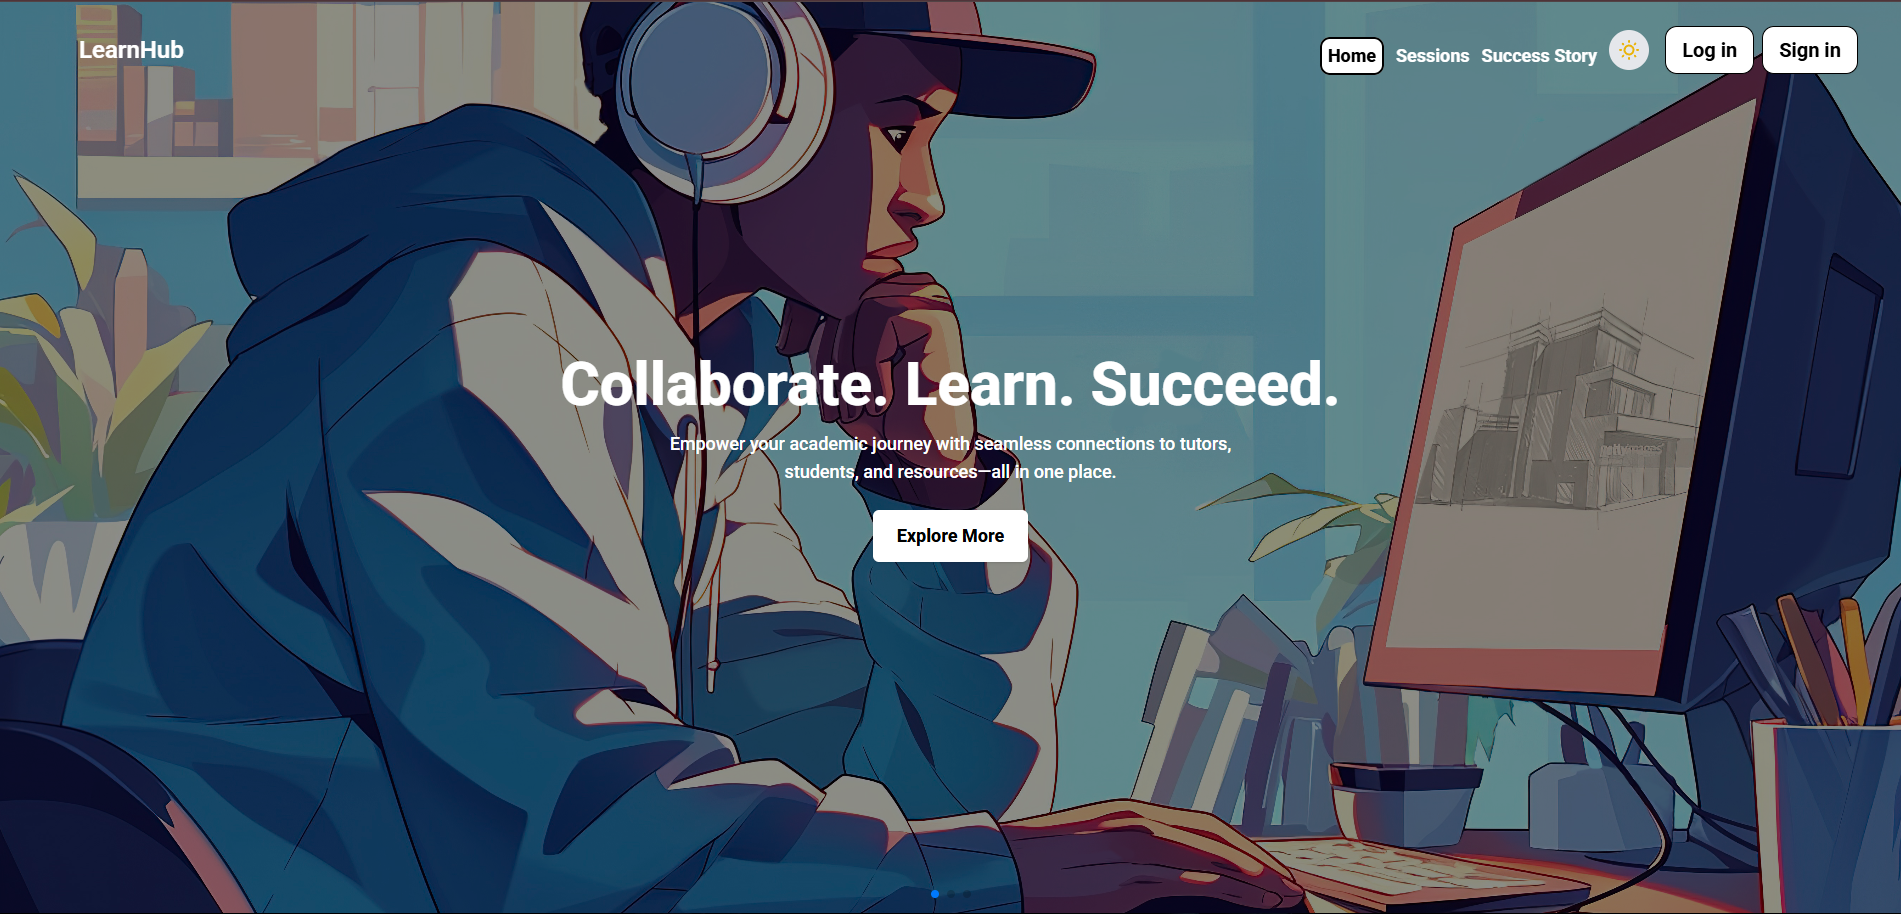 LearnHub
Home
Sessions
Success Story
Log in
Sign in
Collaborate. Learn. Succeed.
Empower your academic journey with seamless connections to tutors,
students, and resources—all in one place.
Explore More